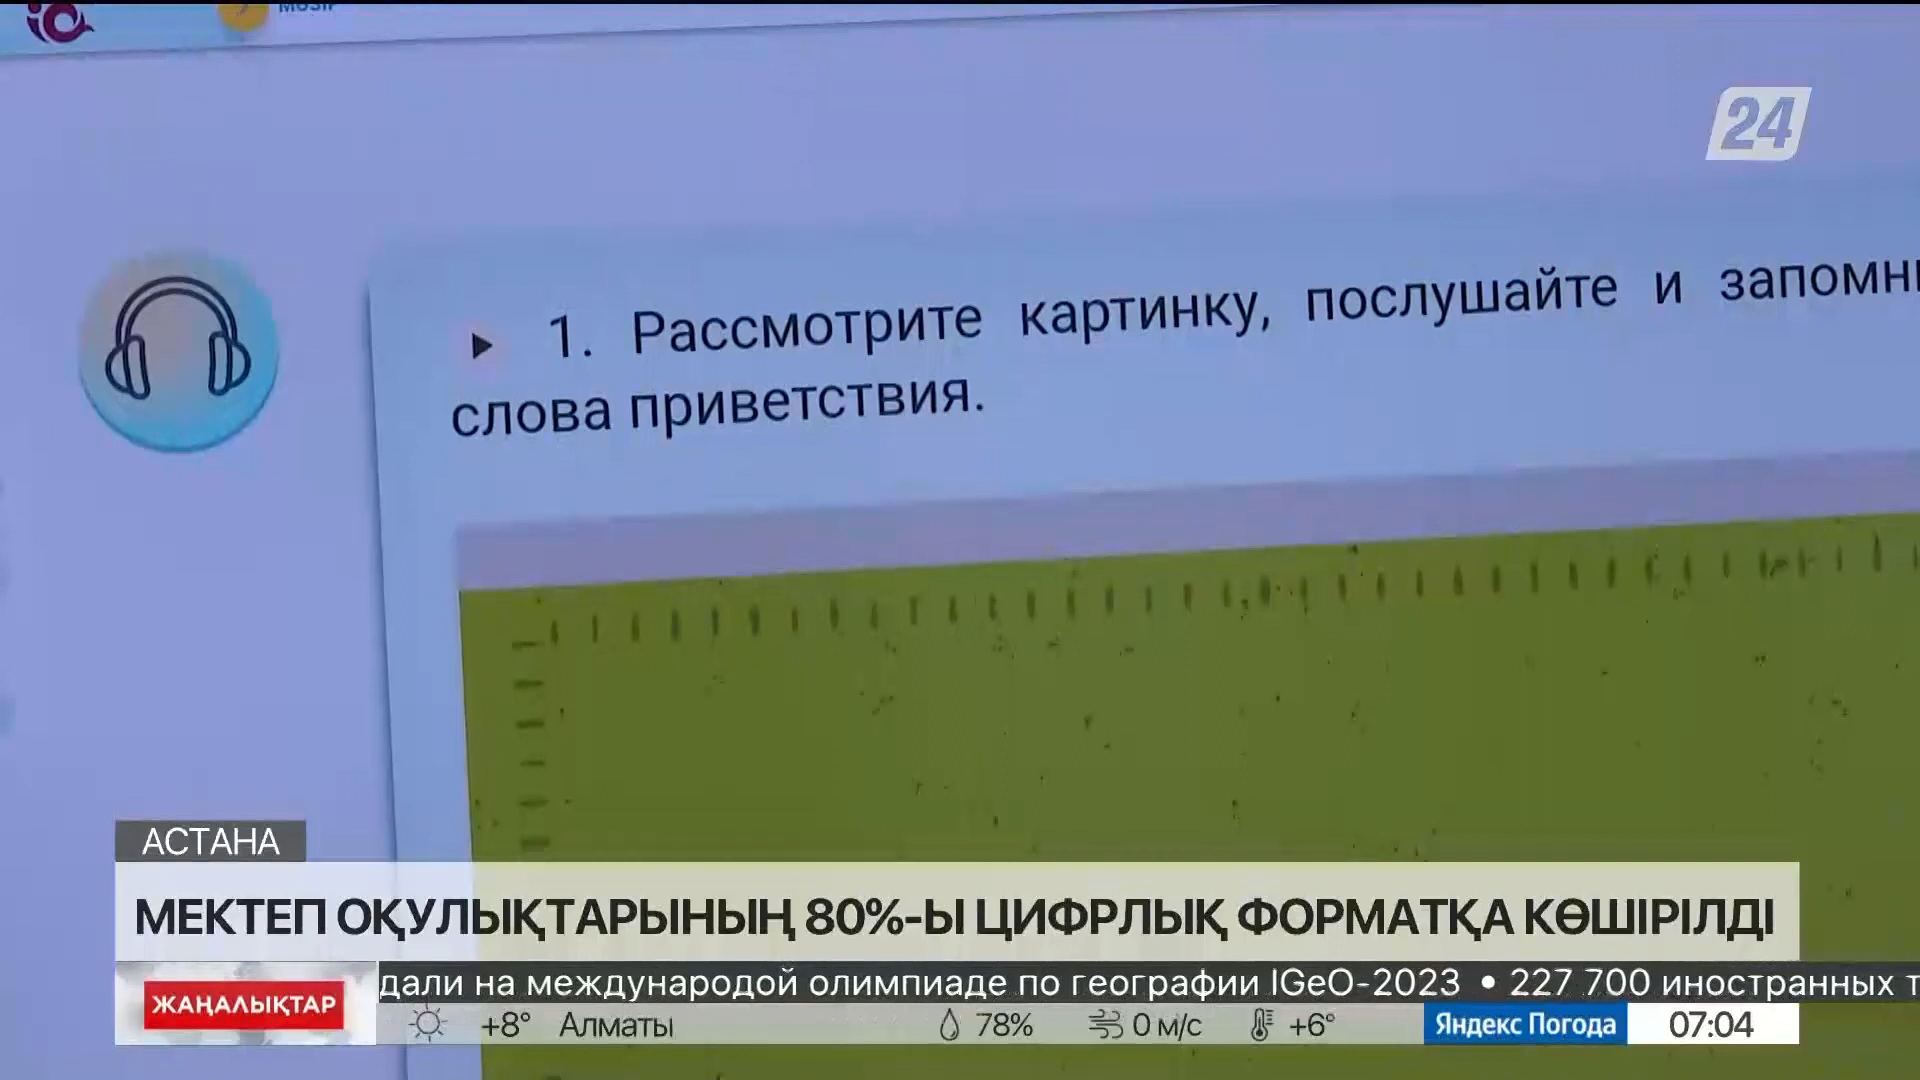 24
1. Рассмотрите картинку, послушайте и
слова приветствия.
АСТАНА
МЕКТЕП ОҚУЛЫҚТАРЫНЫҢ 80%-Ы ЦИФРЛЫҚ ФОРМАТҚА КӨШІРІЛДІ
ЖАҢАЛЫҚТАР
дали на международой олимпиаде по географии IGeO-2023 • 227 700 иностранных т
+8° Алматы 78% 0 м/с +6° Яндекс Погода 07:04